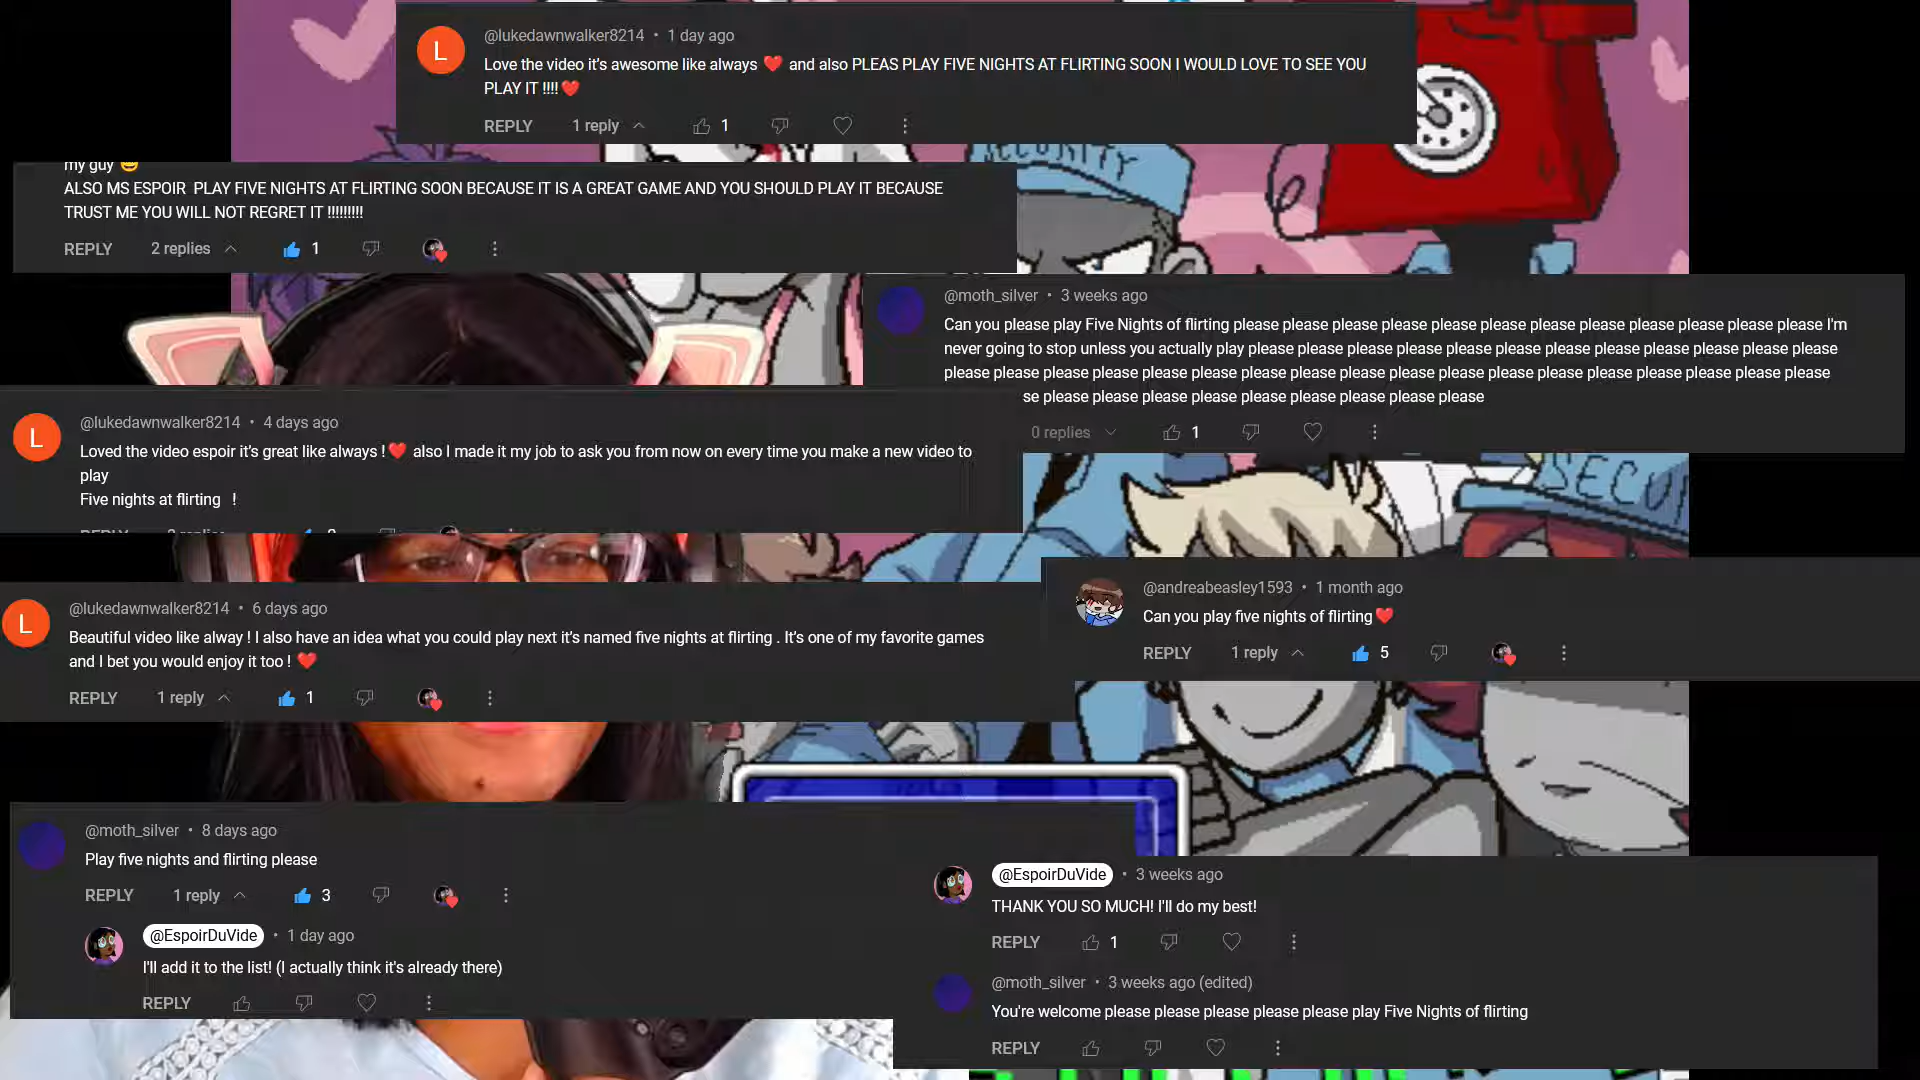 L
@lukedawnwalker8214 • 1 day ago
Love the video it's awesome like always ❤️ and also PLEAS PLAY FIVE NIGHTS AT FLIRTING SOON I WOULD LOVE TO SEE YOU
PLAY IT !!!! ❤️
REPLY 1 reply 1
SECURITY
my guy 🤓
ALSO MS ESPOIR PLAY FIVE NIGHTS AT FLIRTING SOON BECAUSE IT IS A GREAT GAME AND YOU SHOULD PLAY IT BECAUSE
TRUST ME YOU WILL NOT REGRET IT !!!!!!!!!
REPLY 2 replies 1
@moth_silver • 3 weeks ago
Can you please play Five Nights of flirting please please please please please please please please please please please please I'm
never going to stop unless you actually play please please please please please please please please please please please please
please please please please please please please please please please please please please please please please please please
se please please please please please please please please
0 replies 1
L
@lukedawnwalker8214 • 4 days ago
Loved the video espoir it's great like always ! ❤️ also I made it my job to ask you from now on every time you make a new video to
play
Five nights at flirting !
SECU
L
@lukedawnwalker8214 • 6 days ago
Beautiful video like alway ! I also have an idea what you could play next it's named five nights at flirting . It's one of my favorite games
and I bet you would enjoy it too ! ❤️
REPLY 1 reply 1
@andreabeasley1593 • 1 month ago
Can you play five nights of flirting ❤️
REPLY 1 reply 5
@moth_silver • 8 days ago
Play five nights and flirting please
REPLY 1 reply 3
@EspoirDuVide • 1 day ago
I'll add it to the list! (I actually think it's already there)
REPLY
@EspoirDuVide • 3 weeks ago
THANK YOU SO MUCH! I'll do my best!
REPLY 1
@moth_silver • 3 weeks ago (edited)
You're welcome please please please please please play Five Nights of flirting
REPLY